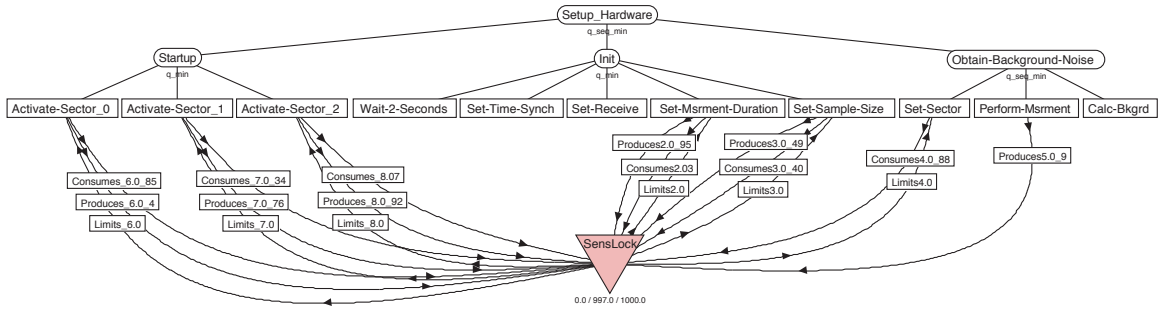 Setup_Hardware
q_seq_min
Startup
q_min
Init
q_min
Obtain-Background-Noise
q_seq_min
Activate-Sector_0
Activate-Sector_1
Activate-Sector_2
Wait-2-Seconds
Set-Time-Synch
Set-Receive
Set-Msrment-Duration
Set-Sample-Size
Set-Sector
Perform-Msrment
Calc-Bkgrd
Consumes_6.0_85
Produces_6.0_4
Limits_6.0
Consumes_7.0_34
Produces_7.0_76
Limits_7.0
Consumes_8.07
Produces_8.0_92
Limits_8.0
Produces2.0_95
Consumes2.03
Limits2.0
Produces3.0_49
Consumes3.0_40
Limits3.0
Consumes4.0_88
Limits4.0
Produces5.0_9
SensLock
0.0 / 997.0 / 1000.0